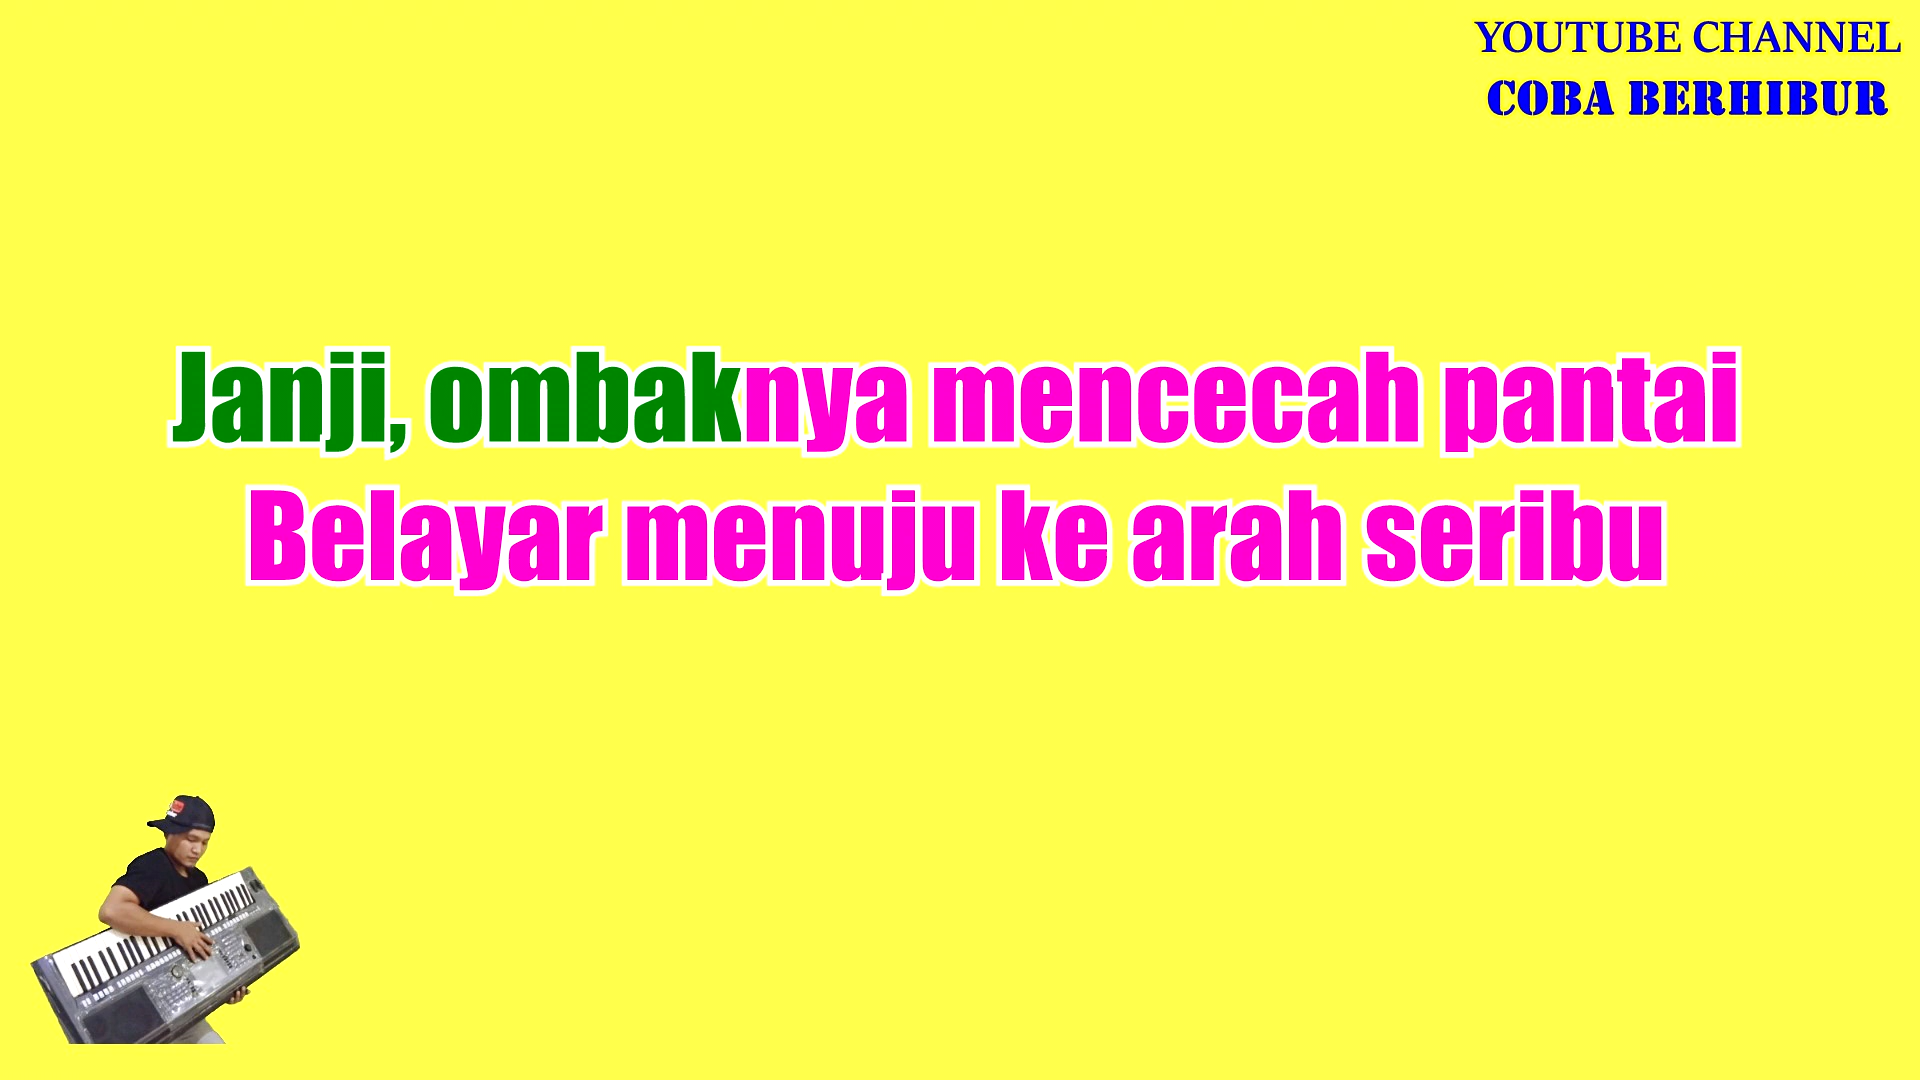 YOUTUBE CHANNEL
COBA BERHIBUR
Janji, ombaknya mencecah pantai
Belayar menuju ke arah seribu